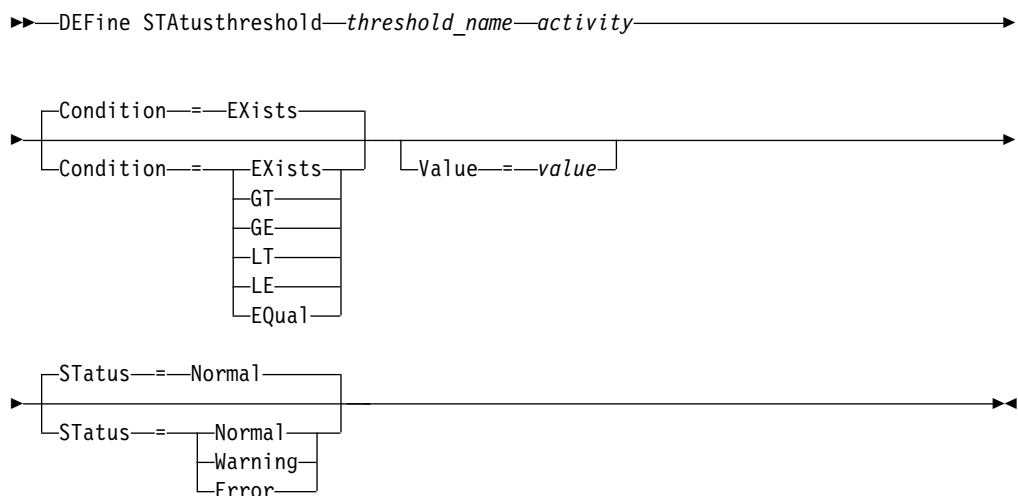 DEFine STAtusthreshold threshold_name activity
Condition = EXists
Condition = EXists
Value = value
GT
GE
LT
LE
EQual
STatus = Normal
STatus = Normal
Warning
Error